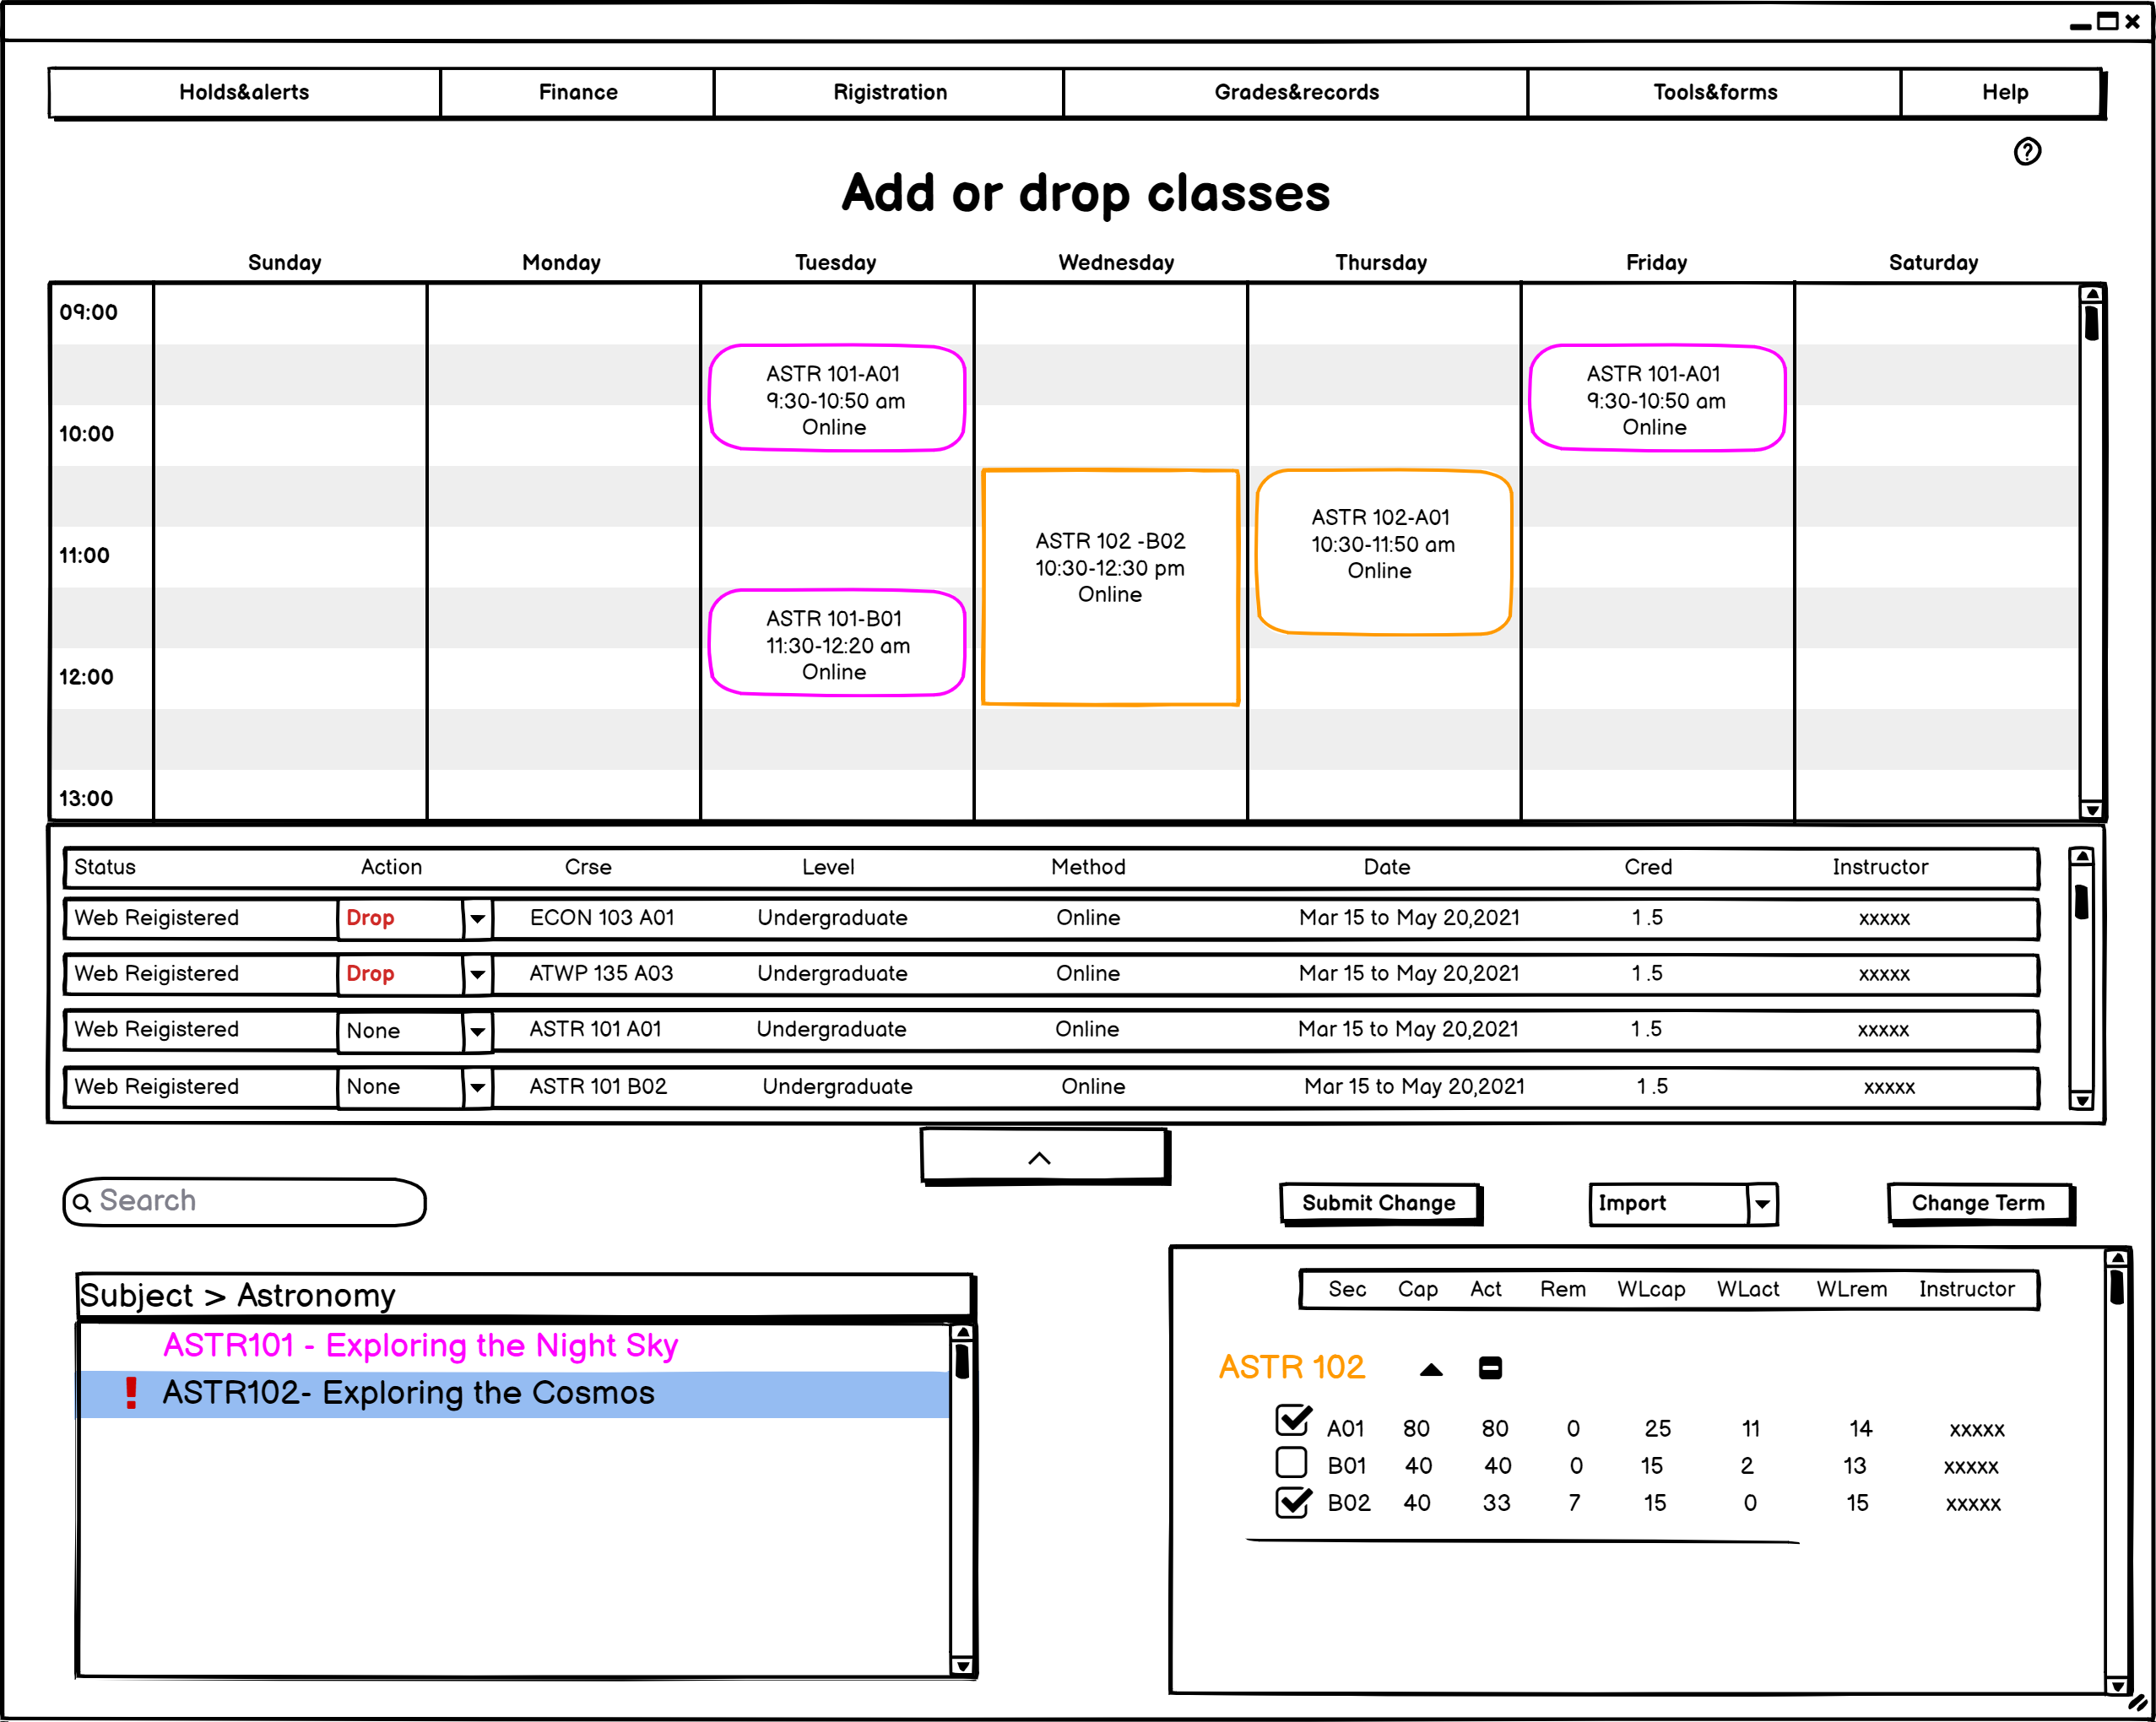 Holds&alerts Finance Rigistration Grades&records Tools&forms Help
?
Add or drop classes
Sunday Monday Tuesday Wednesday Thursday Friday Saturday
09:00
ASTR 101-A01
9:30-10:50 am
Online
ASTR 101-A01
9:30-10:50 am
Online
10:00
ASTR 102 -B02
10:30-12:30 pm
Online
ASTR 102-A01
10:30-11:50 am
Online
11:00
ASTR 101-B01
11:30-12:20 am
Online
12:00
13:00
Status Action Crse Level Method Date Cred Instructor
Web Reigistered Drop ECON 103 A01 Undergraduate Online Mar 15 to May 20,2021 1 .5 xxxxx
Web Reigistered Drop ATWP 135 A03 Undergraduate Online Mar 15 to May 20,2021 1 .5 xxxxx
Web Reigistered None ASTR 101 A01 Undergraduate Online Mar 15 to May 20,2021 1 .5 xxxxx
Web Reigistered None ASTR 101 B02 Undergraduate Online Mar 15 to May 20,2021 1 .5 xxxxx
Search
Submit Change Import Change Term
Subject > Astronomy
ASTR101 - Exploring the Night Sky
! ASTR102- Exploring the Cosmos
Sec Cap Act Rem WLcap WLact WLrem Instructor
ASTR 102
A01 80 80 0 25 11 14 xxxxx
B01 40 40 0 15 2 13 xxxxx
B02 40 33 7 15 0 15 xxxxx